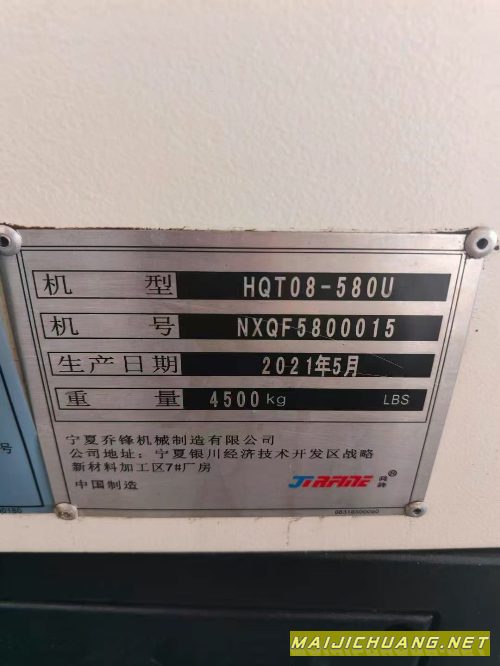 机 型 HQT08-580U
机 号 NXQF5800015
生产日期 2021年5月
重 量 4500kg LBS
宁夏乔锋机械制造有限公司
公司地址：宁夏银川经济技术开发区战略
新材料加工区7#厂房
中国制造
JIRFINE®
号
MAIJICHUANG.NET